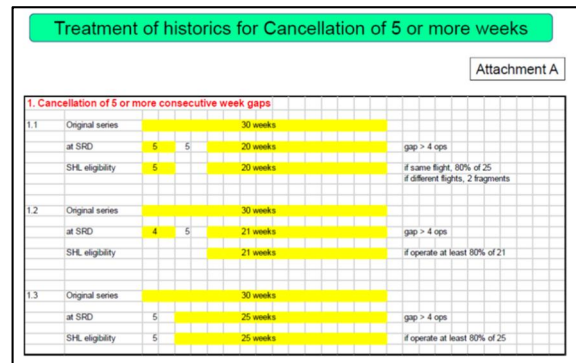 Treatment of historics for Cancellation of 5 or more weeks
Attachment A
1. Cancellation of 5 or more consecutive week gaps
1.1 Original series 30 weeks
at SRD 5 5 20 weeks gap > 4 ops
SHL eligibility 5 20 weeks if same flight, 80% of 25
if different flights, 2 fragments
1.2 Original series 30 weeks
at SRD 4 5 21 weeks gap > 4 ops
SHL eligibility 21 weeks if operate at least 80% of 21
1.3 Original series 30 weeks
at SRD 5 25 weeks gap > 4 ops
SHL eligibility 5 25 weeks if operate at least 80% of 25